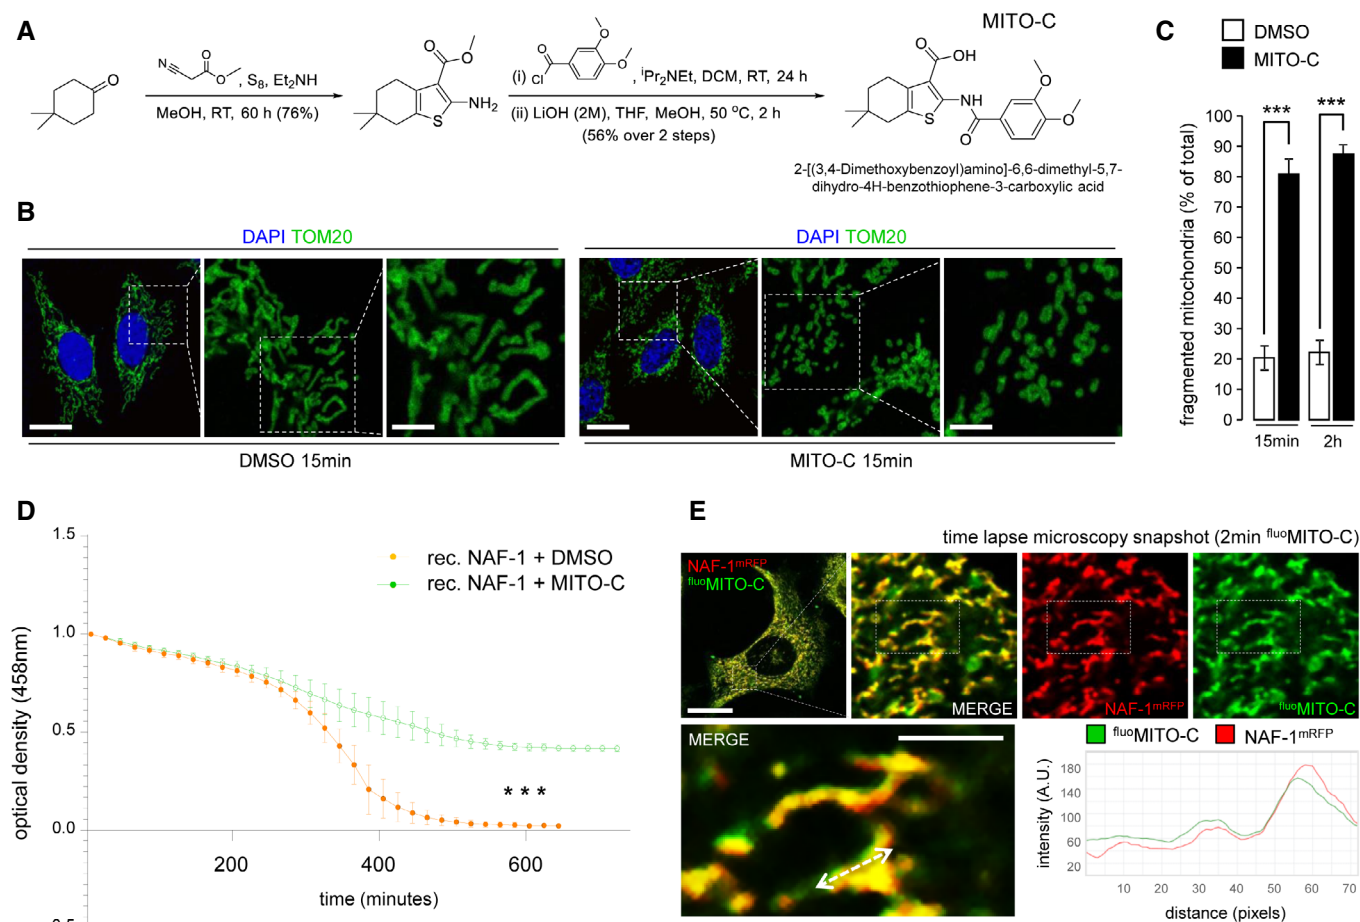 A
MITO-C
N
O
O
, S₈, Et₂NH
MeOH, RT, 60 h (76%)
O
O
O
S
NH₂
(i)
O
Cl
O
O
, ⁱPr₂NEt, DCM, RT, 24 h
(ii) LiOH (2M), THF, MeOH, 50 ºC, 2 h
(56% over 2 steps)
O
OH
S
NH
O
O
O
2-[(3,4-Dimethoxybenzoyl)amino]-6,6-dimethyl-5,7-
dihydro-4H-benzothiophene-3-carboxylic acid
B
DAPI TOM20
DMSO 15min
DAPI TOM20
MITO-C 15min
C
DMSO
MITO-C
***
***
fragmented mitochondria (% of total)
100
90
80
70
60
50
40
30
20
10
0
15min
2h
D
rec. NAF-1 + DMSO
rec. NAF-1 + MITO-C
optical density (458nm)
1.5
1.0
0.5
0.0
***
200
400
600
time (minutes)
E
time lapse microscopy snapshot (2min ᶠˡᵘᵒMITO-C)
NAF-1ᵐᴿᶠᴾ
ᶠˡᵘᵒMITO-C
MERGE
NAF-1ᵐᴿᶠᴾ
ᶠˡᵘᵒMITO-C
MERGE
ᶠˡᵘᵒMITO-C
NAF-1ᵐᴿᶠᴾ
intensity (A.U.)
180
140
100
60
20
10
20
30
40
50
60
70
distance (pixels)